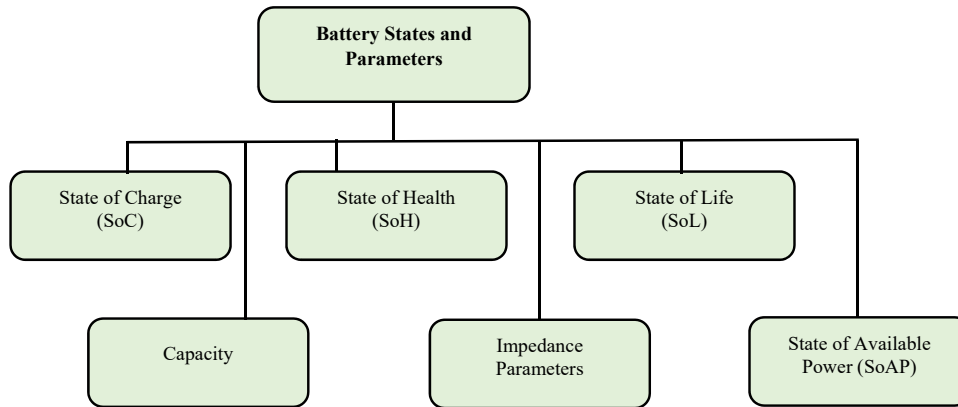 Battery States and
Parameters
State of Charge
(SoC)
State of Health
(SoH)
State of Life
(SoL)
Capacity
Impedance
Parameters
State of Available
Power (SoAP)